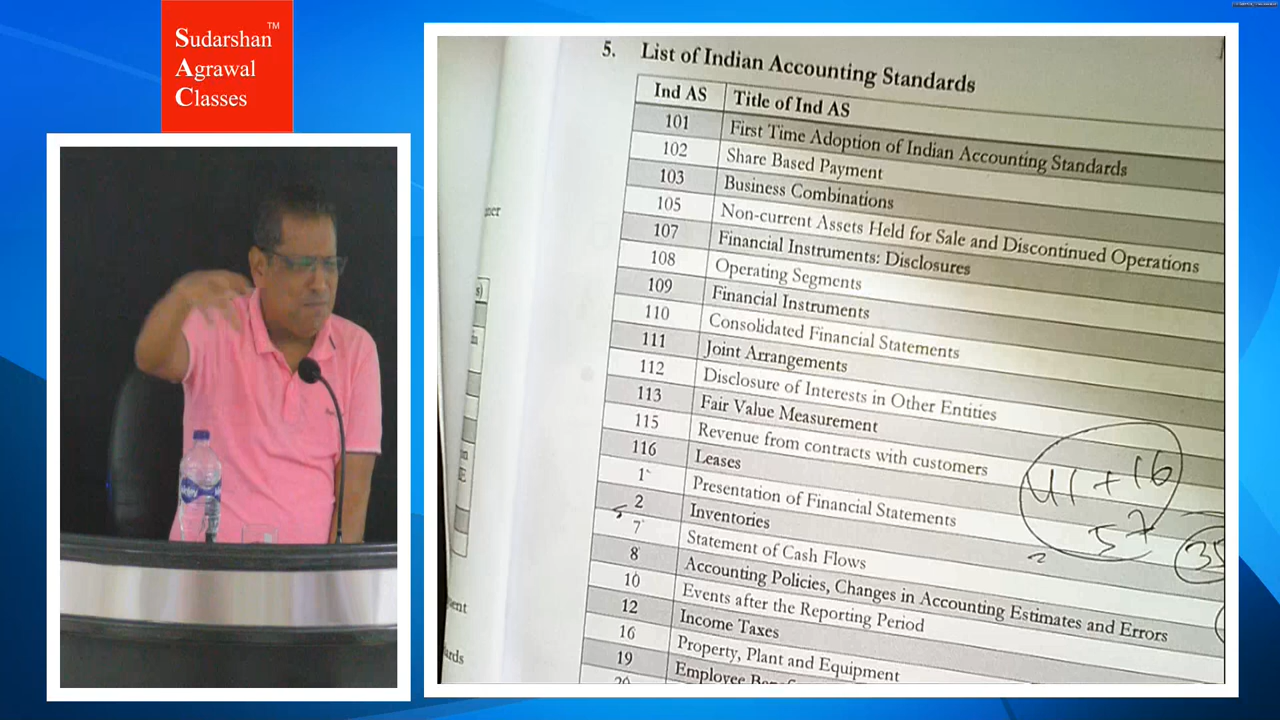 Sudarshan™
Agrawal
Classes
5. List of Indian Accounting Standards
Ind AS Title of Ind AS
101 First Time Adoption of Indian Accounting Standards
102 Share Based Payment
103 Business Combinations
105 Non-current Assets Held for Sale and Discontinued Operations
107 Financial Instruments: Disclosures
108 Operating Segments
109 Financial Instruments
110 Consolidated Financial Statements
111 Joint Arrangements
112 Disclosure of Interests in Other Entities
113 Fair Value Measurement
115 Revenue from contracts with customers
116 Leases
1 Presentation of Financial Statements
2 Inventories
7 Statement of Cash Flows
8 Accounting Policies, Changes in Accounting Estimates and Errors
10 Events after the Reporting Period
12 Income Taxes
16 Property, Plant and Equipment
19 Employee
41 + 16
57